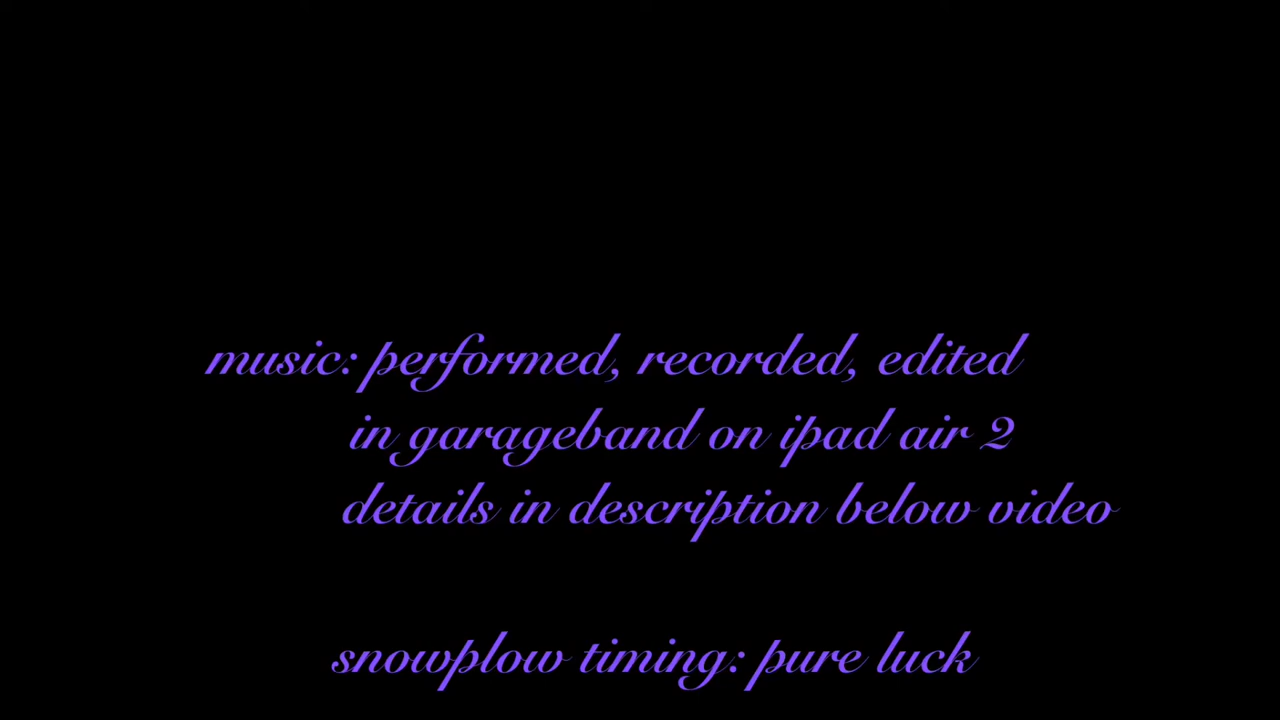 music: performed, recorded, edited
in garageband on ipad air 2
details in description below video
snowplow timing: pure luck